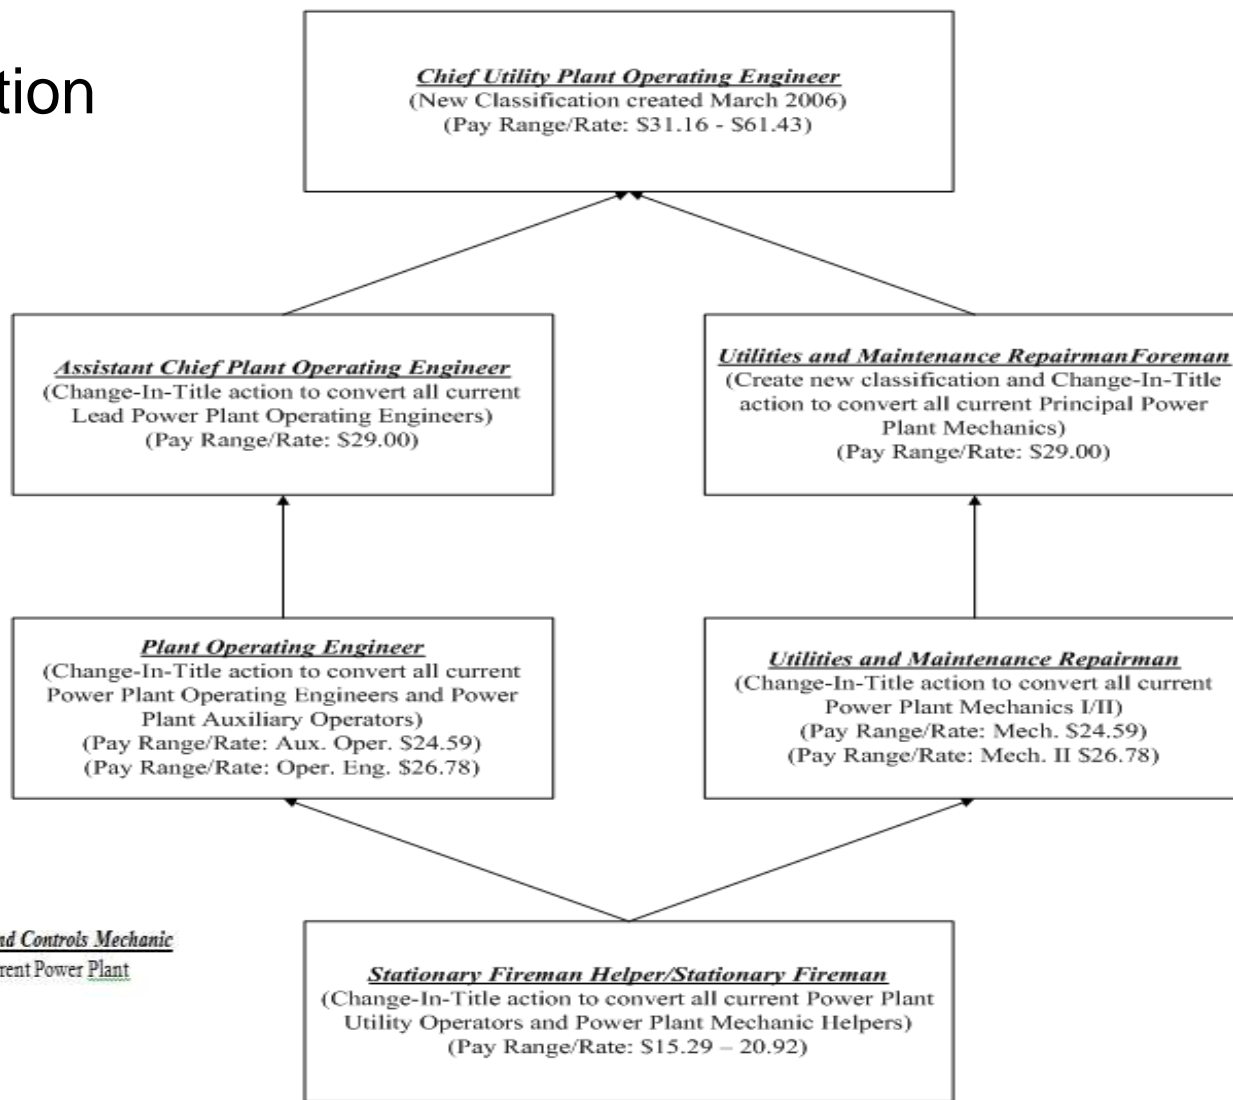 tion
Chief Utility Plant Operating Engineer
(New Classification created March 2006)
(Pay Range/Rate: $31.16 - $61.43)
Assistant Chief Plant Operating Engineer
(Change-In-Title action to convert all current
Lead Power Plant Operating Engineers)
(Pay Range/Rate: $29.00)
Utilities and Maintenance RepairmanForeman
(Create new classification and Change-In-Title
action to convert all current Principal Power
Plant Mechanics)
(Pay Range/Rate: $29.00)
Plant Operating Engineer
(Change-In-Title action to convert all current
Power Plant Operating Engineers and Power
Plant Auxiliary Operators)
(Pay Range/Rate: Aux. Oper. $24.59)
(Pay Range/Rate: Oper. Eng. $26.78)
Utilities and Maintenance Repairman
(Change-In-Title action to convert all current
Power Plant Mechanics I/II)
(Pay Range/Rate: Mech. $24.59)
(Pay Range/Rate: Mech. II $26.78)
nd Controls Mechanic
rent Power Plant
Stationary Fireman Helper/Stationary Fireman
(Change-In-Title action to convert all current Power Plant
Utility Operators and Power Plant Mechanic Helpers)
(Pay Range/Rate: $15.29 – 20.92)